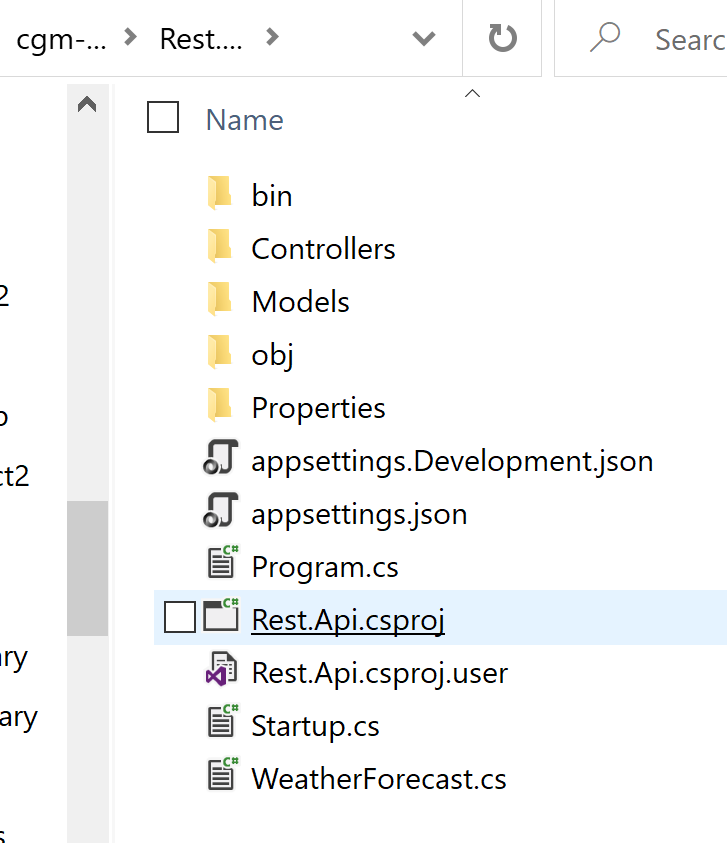 cgm-... Rest....
Searc
Name
bin
Controllers
2
Models
obj
Properties
appsettings.Development.json
ct2
appsettings.json
Program.cs
Rest.Api.csproj
ary
Rest.Api.csproj.user
ary
Startup.cs
WeatherForecast.cs
s